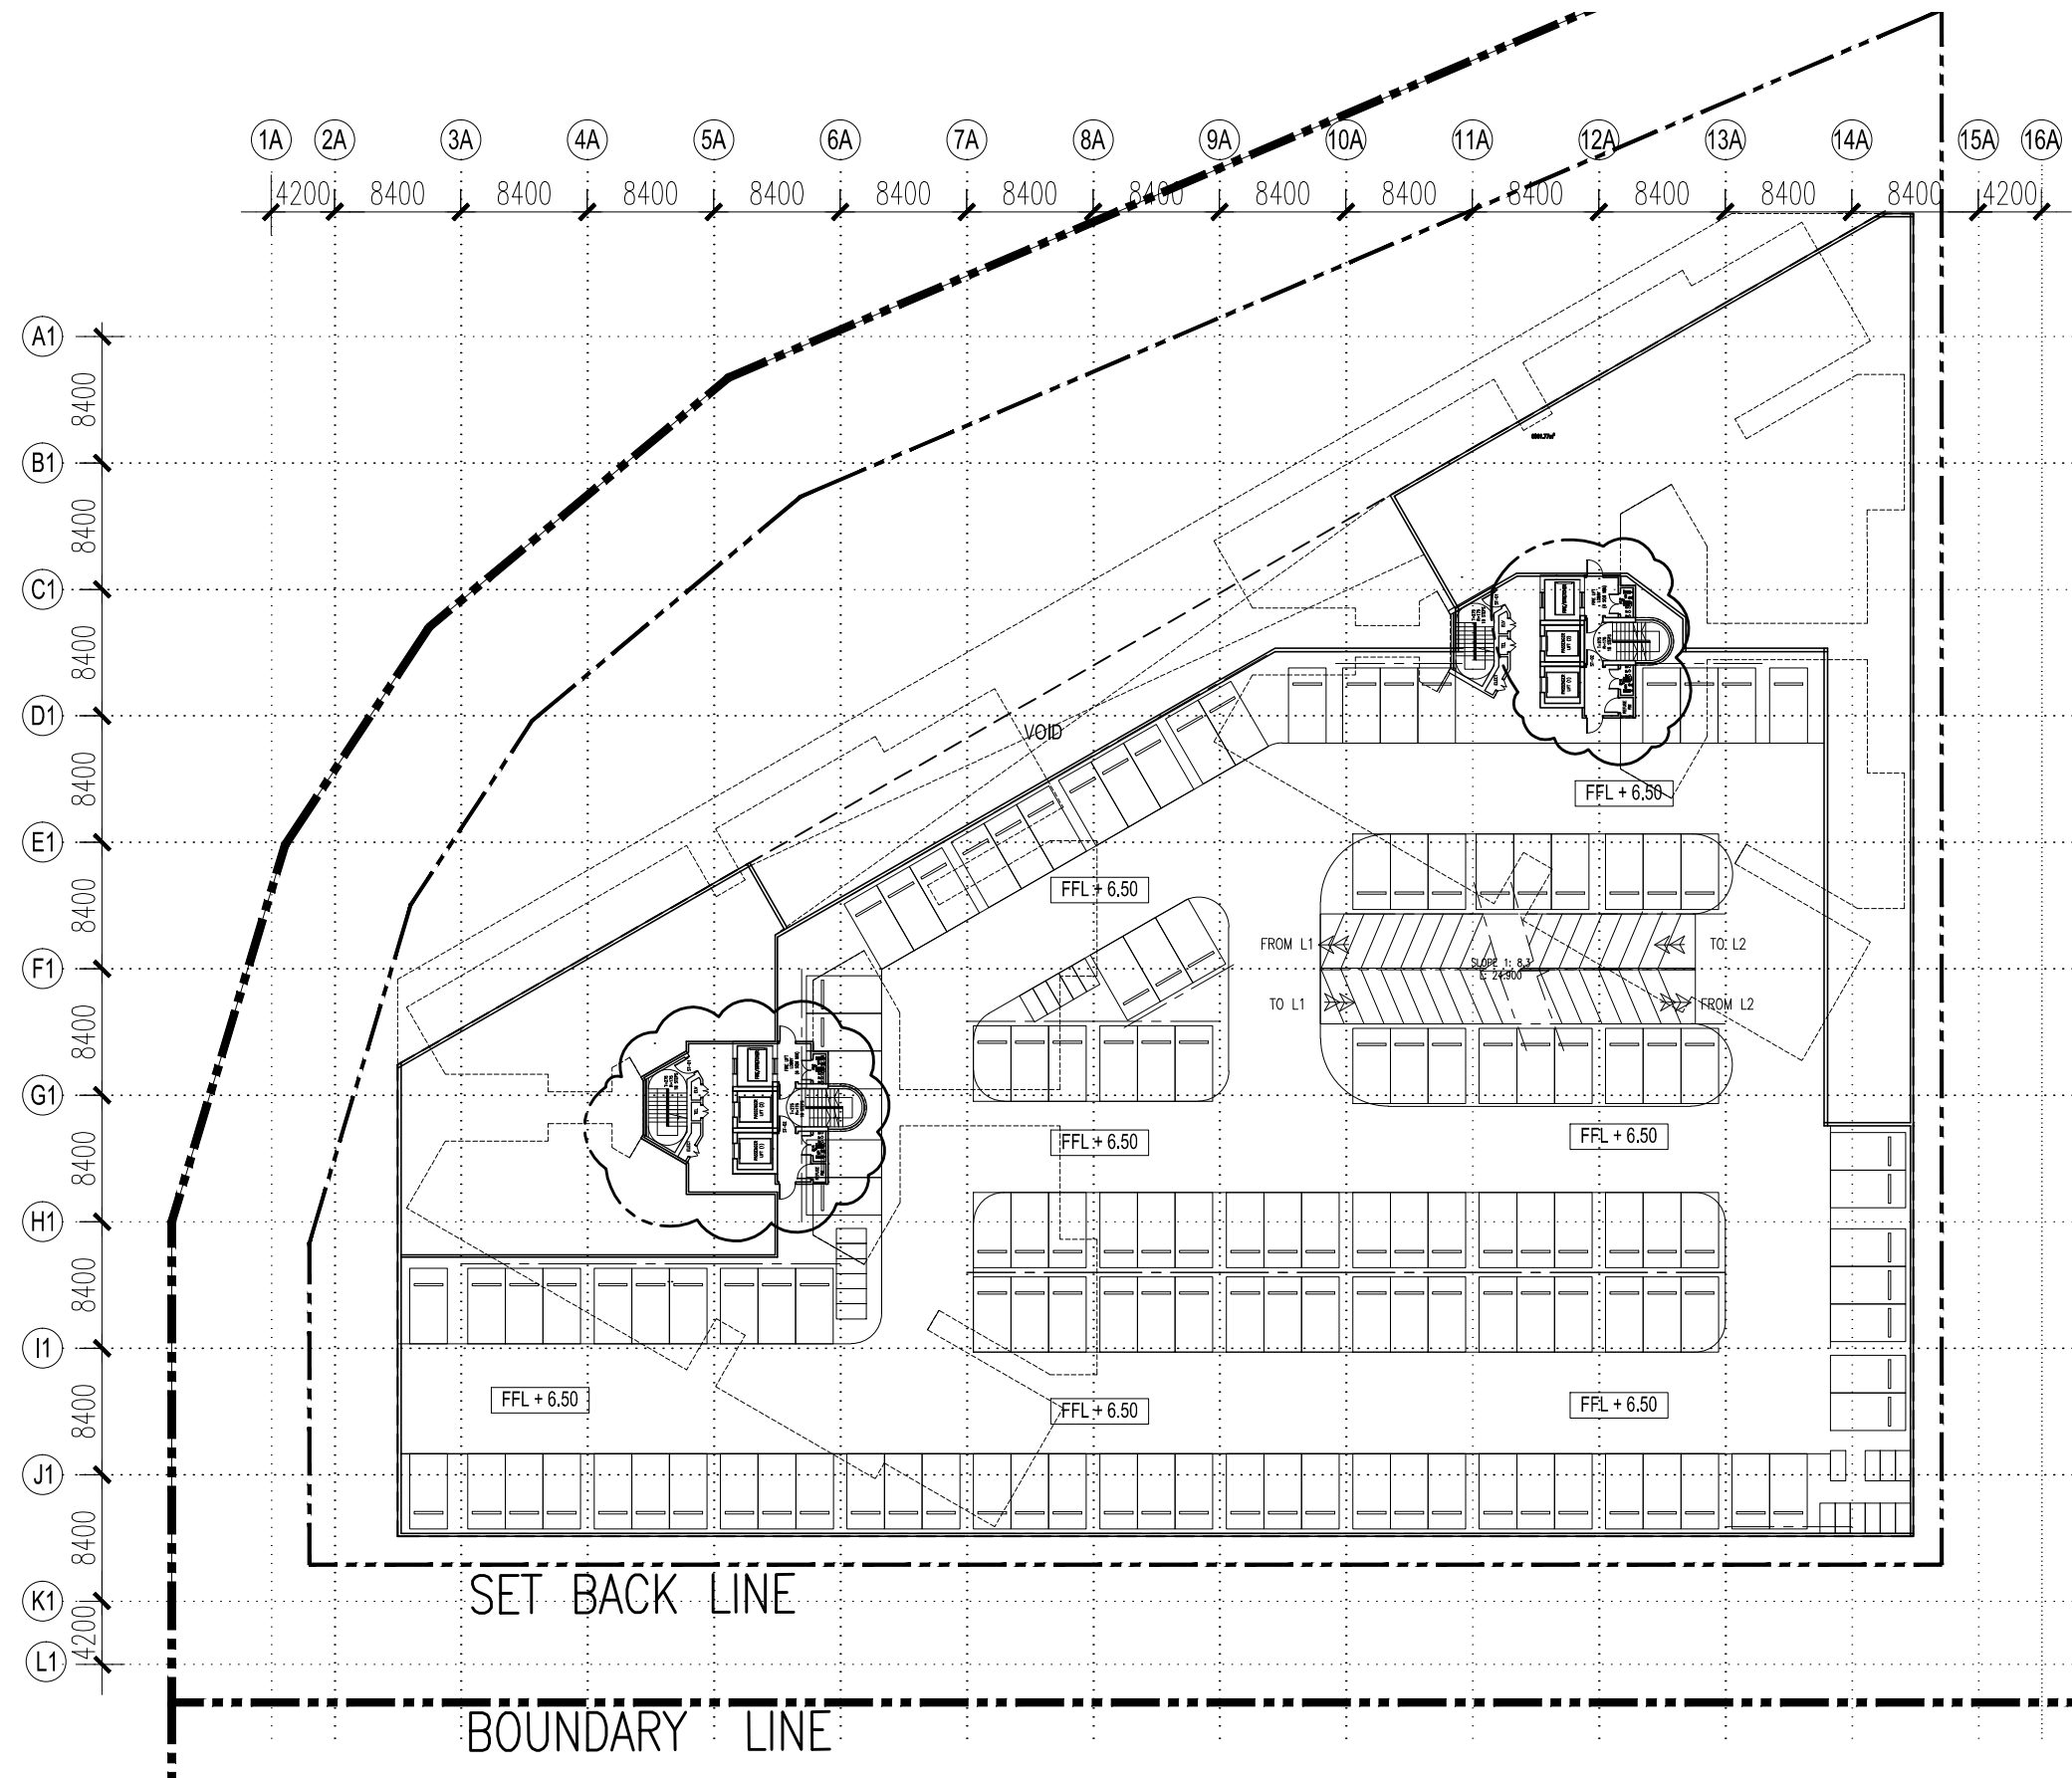 1A 2A 3A 4A 5A 6A 7A 8A 9A 10A 11A 12A 13A 14A 15A 16A
4200 8400 8400 8400 8400 8400 8400 8400 8400 8400 8400 8400 8400 8400 4200
A1
8400
B1
8400
C1
8400
D1
8400
E1
8400
F1
8400
G1
8400
H1
8400
I1
8400
J1
8400
K1
4200
L1
VOID
FFL + 6.50
FFL + 6.50
FROM L1
TO L2
SLOPE 1: 8.3
L: 24.900
TO L1
FROM L2
FFL + 6.50
FFL + 6.50
FFL + 6.50
FFL + 6.50
FFL + 6.50
SET BACK LINE
BOUNDARY LINE